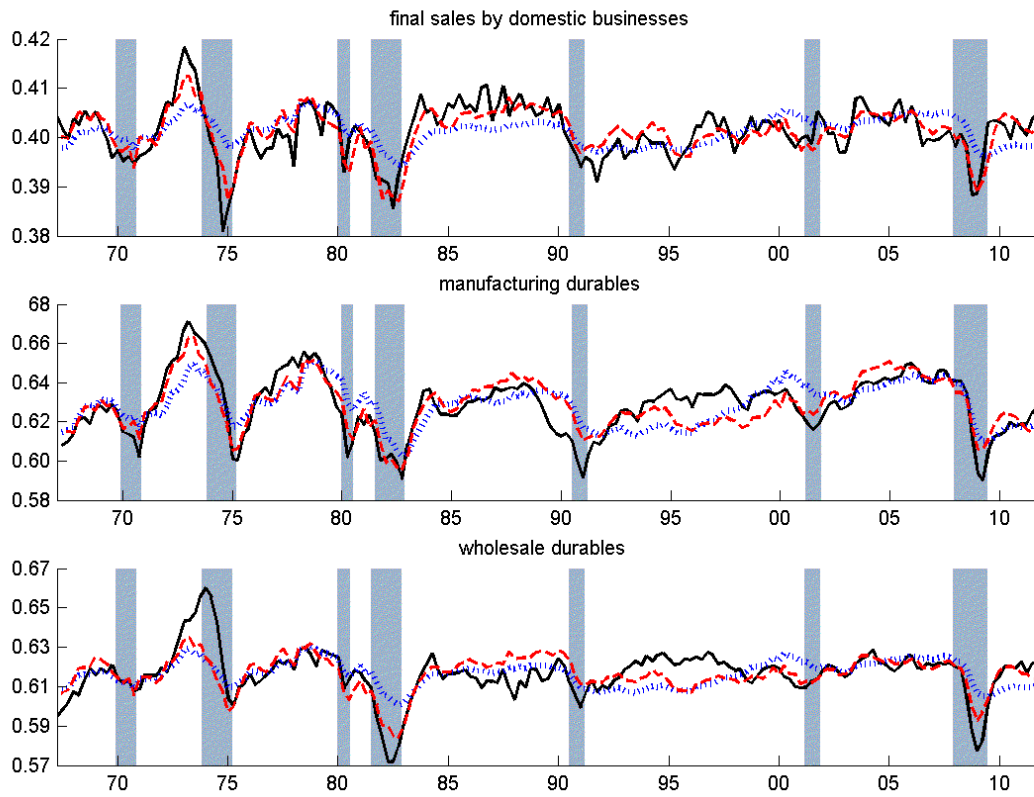 final sales by domestic businesses
0.42
0.41
0.40
0.39
0.38
70 75 80 85 90 95 00 05 10
manufacturing durables
68
0.66
0.64
0.62
0.60
0.58
70 75 80 85 90 95 00 05 10
wholesale durables
0.67
0.65
0.63
0.61
0.59
0.57
70 75 80 85 90 95 00 05 10